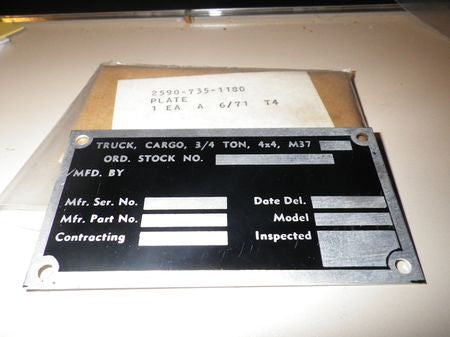 2590-735-1180
PLATE
1 EA A 6/71 T4
TRUCK, CARGO, 3/4 TON, 4x4, M37
ORD. STOCK NO.
MFD. BY
Mfr. Ser. No. Date Del.
Mfr. Part No. Model
Contracting Inspected